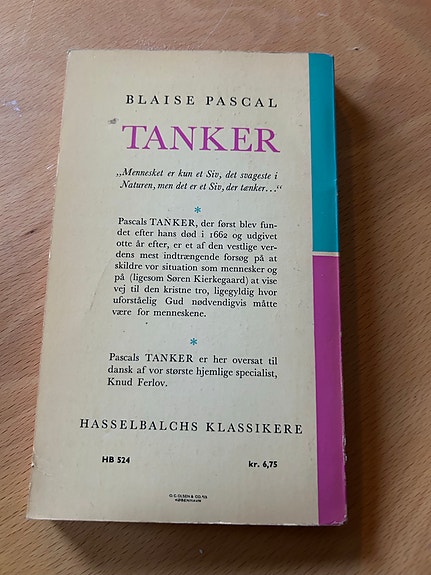 BLAISE PASCAL
TANKER
„Mennesket er kun et Siv, det svageste i
Naturen, men det er et Siv, der tænker...“
*
Pascals TANKER, der først blev fun-
det efter hans død i 1662 og udgivet
otte år efter, er et af den vestlige ver-
dens mest indtrængende forsøg på at
skildre vor situation som mennesker og
på (ligesom Søren Kierkegaard) at vise
vej til den kristne tro, ligegyldig hvor
uforståelig Gud nødvendigvis måtte
være for menneskene.
*
Pascals TANKER er her oversat til
dansk af vor største hjemlige specialist,
Knud Ferlov.
HASSELBALCHS KLASSIKERE
HB 524 kr. 6,75
O. C. OLSEN & CO. A/S
KØBENHAVN